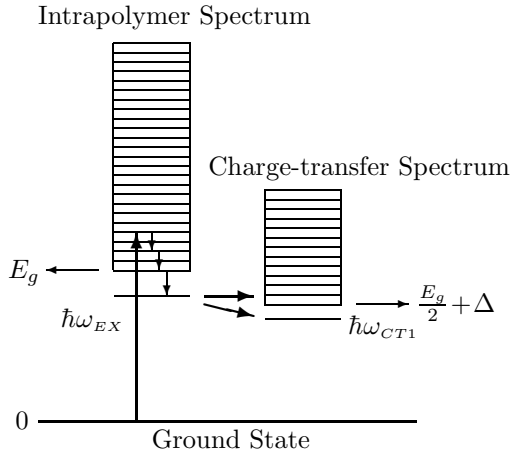 Intrapolymer Spectrum
Charge-transfer Spectrum
E_g
ħω_EX
E_g/2 + Δ
ħω_CT1
0
Ground State